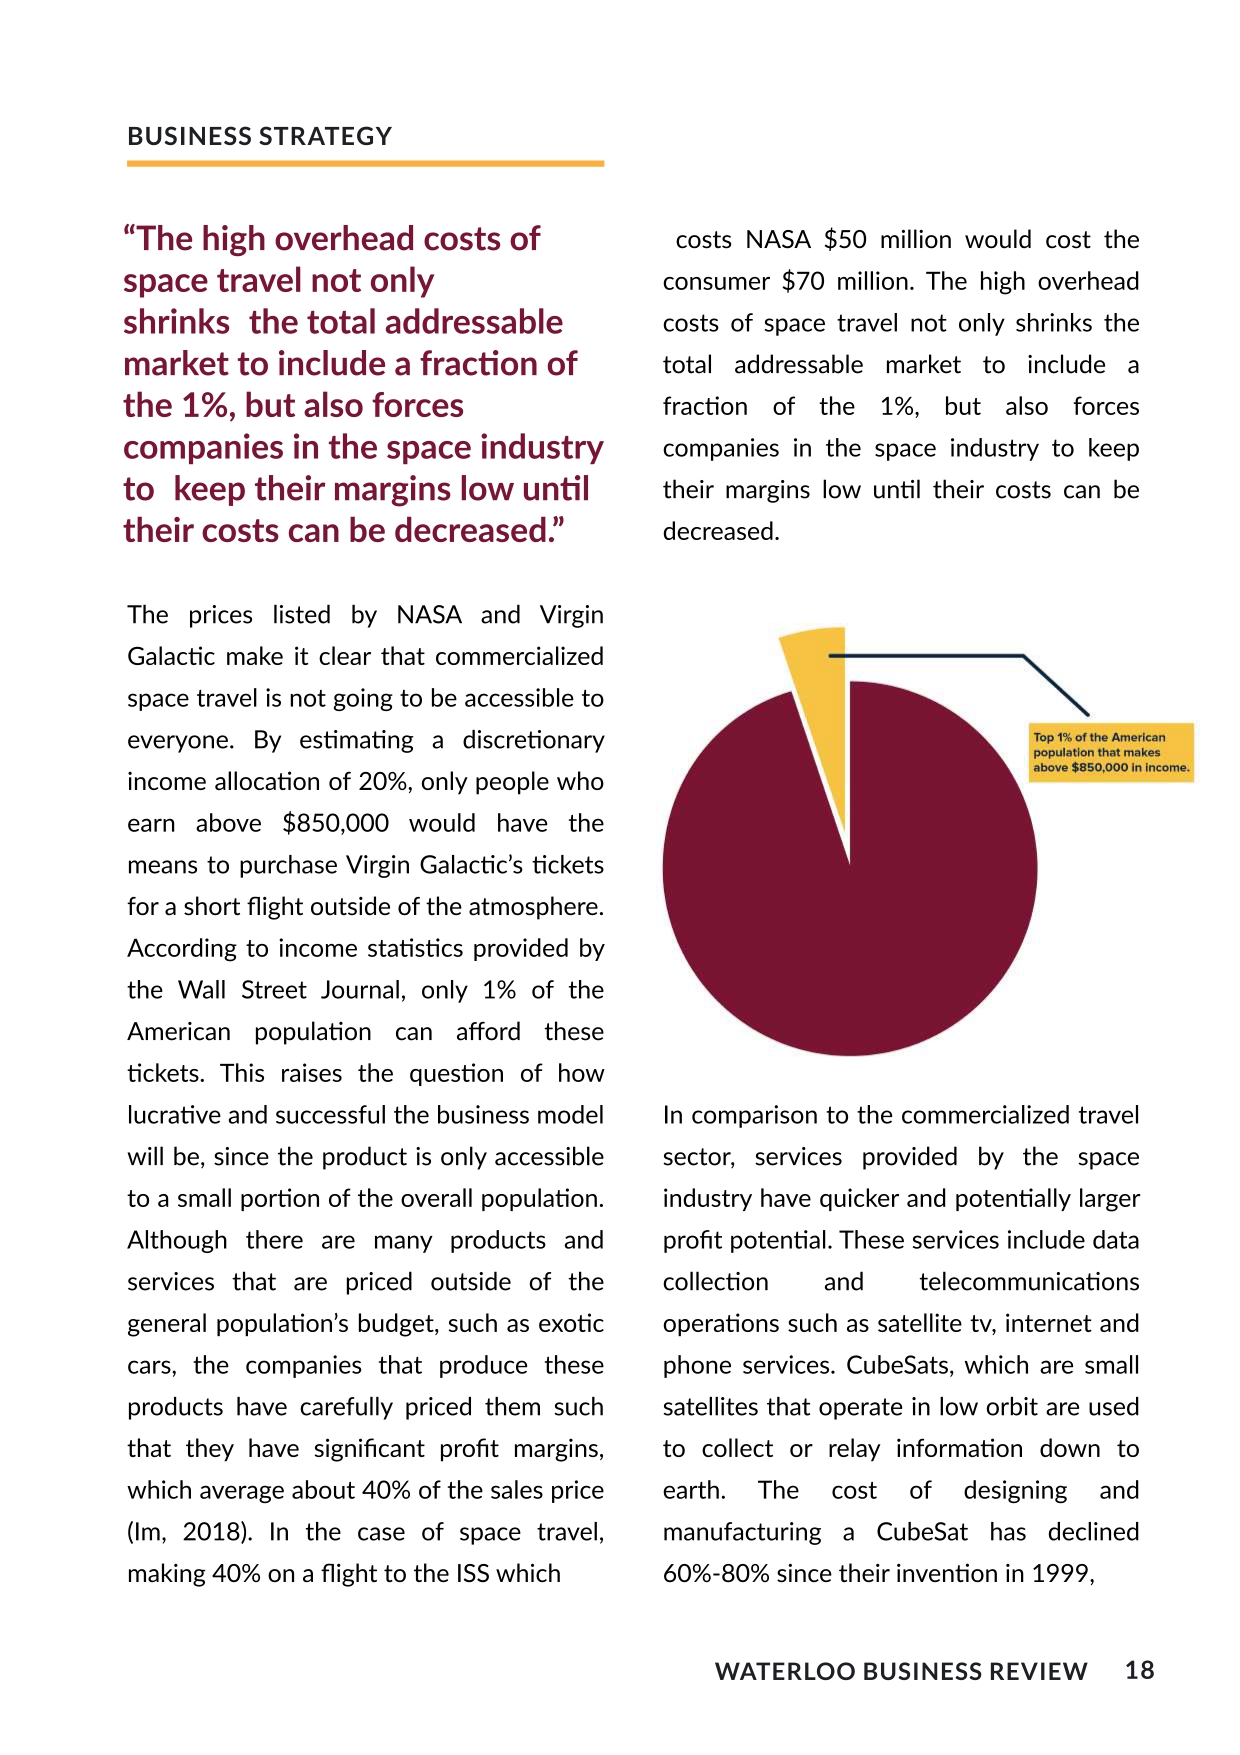 BUSINESS STRATEGY
“The high overhead costs of
space travel not only
shrinks the total addressable
market to include a fraction of
the 1%, but also forces
companies in the space industry
to keep their margins low until
their costs can be decreased.”
The prices listed by NASA and Virgin
Galactic make it clear that commercialized
space travel is not going to be accessible to
everyone. By estimating a discretionary
income allocation of 20%, only people who
earn above $850,000 would have the
means to purchase Virgin Galactic’s tickets
for a short flight outside of the atmosphere.
According to income statistics provided by
the Wall Street Journal, only 1% of the
American population can afford these
tickets. This raises the question of how
lucrative and successful the business model
will be, since the product is only accessible
to a small portion of the overall population.
Although there are many products and
services that are priced outside of the
general population’s budget, such as exotic
cars, the companies that produce these
products have carefully priced them such
that they have significant profit margins,
which average about 40% of the sales price
(Im, 2018). In the case of space travel,
making 40% on a flight to the ISS which
costs NASA $50 million would cost the
consumer $70 million. The high overhead
costs of space travel not only shrinks the
total addressable market to include a
fraction of the 1%, but also forces
companies in the space industry to keep
their margins low until their costs can be
decreased.
Top 1% of the American
population that makes
above $850,000 in income.
In comparison to the commercialized travel
sector, services provided by the space
industry have quicker and potentially larger
profit potential. These services include data
collection and telecommunications
operations such as satellite tv, internet and
phone services. CubeSats, which are small
satellites that operate in low orbit are used
to collect or relay information down to
earth. The cost of designing and
manufacturing a CubeSat has declined
60%-80% since their invention in 1999,
WATERLOO BUSINESS REVIEW 18